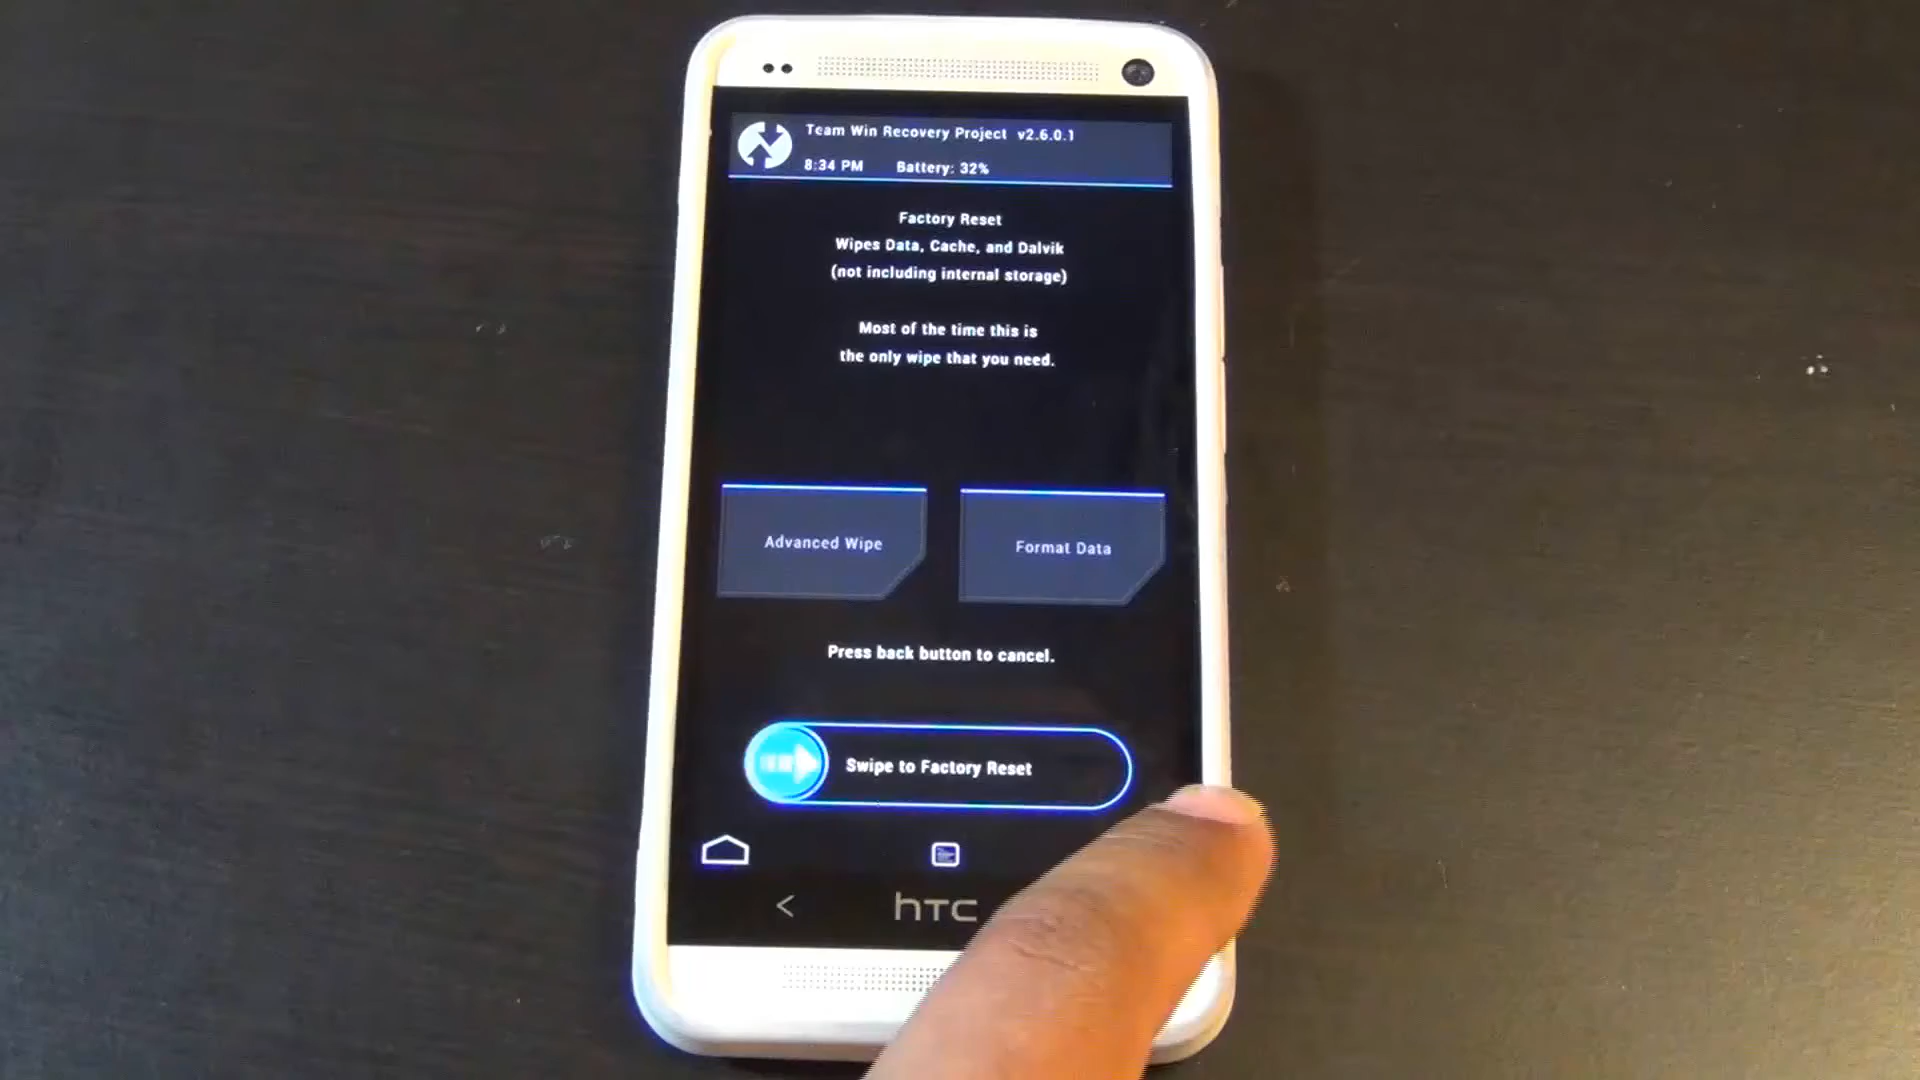 Team Win Recovery Project v2.6.0.1
8:34 PM Battery: 32%
Factory Reset
Wipes Data, Cache, and Dalvik
(not including internal storage)
Most of the time this is
the only wipe that you need.
Advanced Wipe
Format Data
Press back button to cancel.
Swipe to Factory Reset
hTC